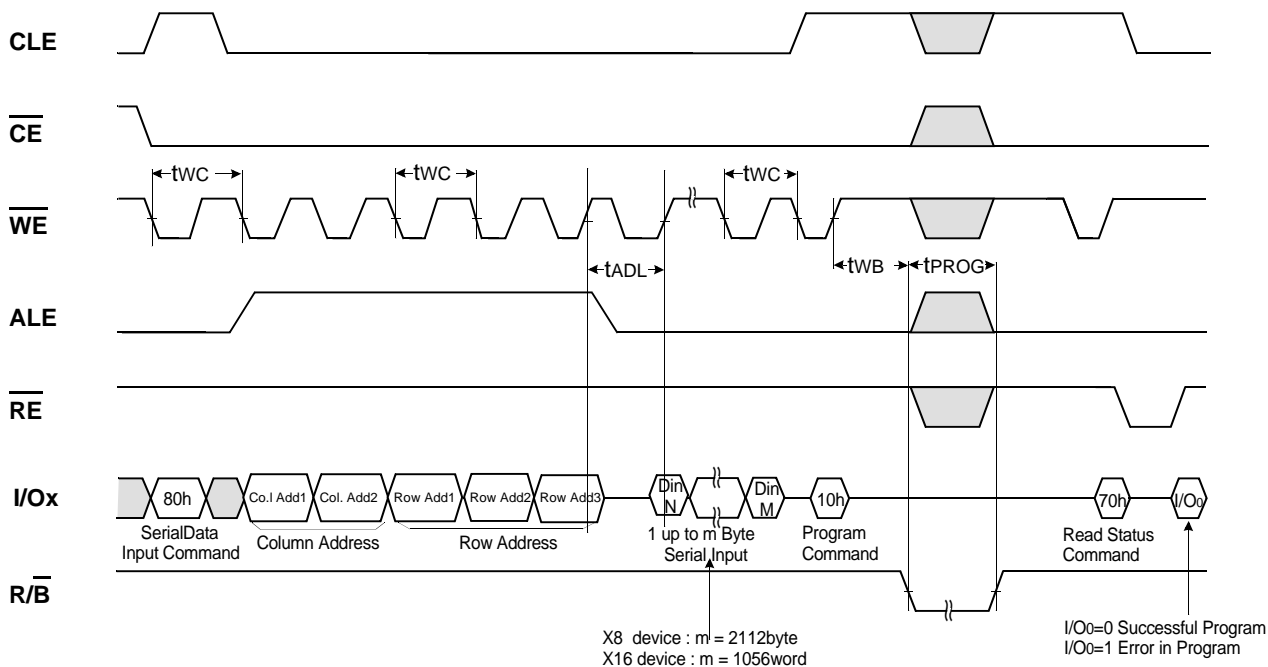 CLE
CE
tWC tWC tWC
WE
tADL tWB tPROG
ALE
RE
I/Ox 80h Co.l Add1 Col. Add2 Row Add1 Row Add2 Row Add3 Din N Din M 10h 70h I/O0
SerialData Input Command
Column Address
Row Address
1 up to m Byte Serial Input
Program Command
Read Status Command
R/B
X8 device : m = 2112byte
X16 device : m = 1056word
I/O0=0 Successful Program
I/O0=1 Error in Program